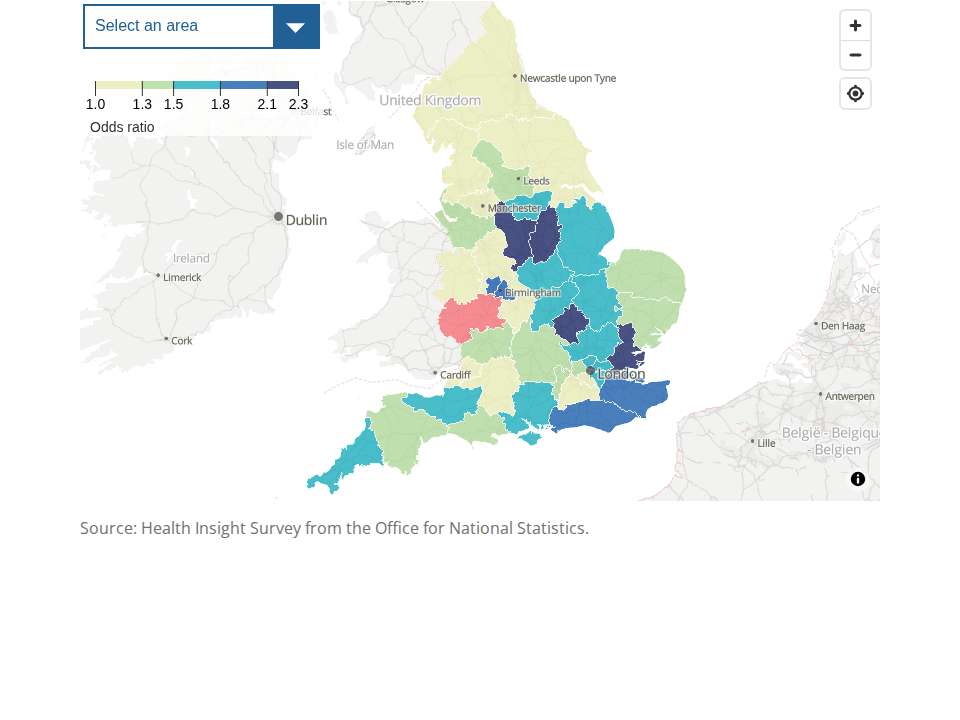 Glasgow
Select an area
Newcastle upon Tyne
United Kingdom
1.0 1.3 1.5 1.8 2.1 2.3
Belfast
Odds ratio
Isle of Man
Leeds
Manchester
Dublin
Ireland
Limerick
Birmingham
Den Haag
Cork
Cardiff
London
Antwerpen
België - Belgique
- Belgien
Lille
Source: Health Insight Survey from the Office for National Statistics.